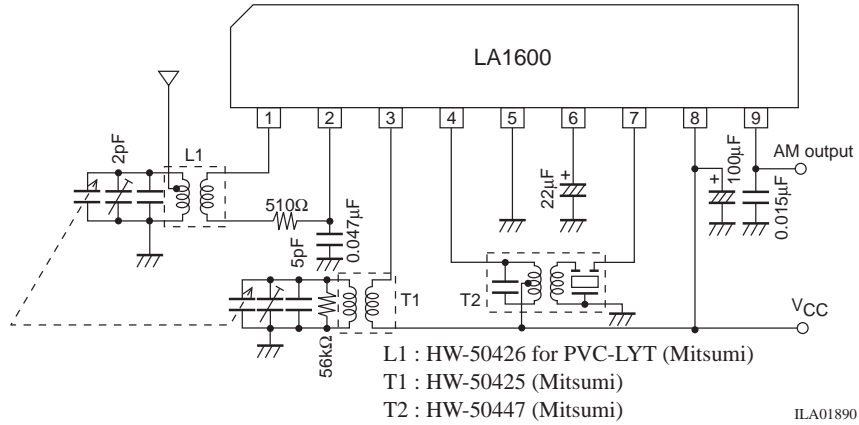 LA1600
1
2
3
4
5
6
7
8
9
2pF
L1
510Ω
0.047µF
5pF
56kΩ
T1
T2
22µF
+
+
100µF
0.015µF
AM output
VCC
L1 : HW-50426 for PVC-LYT (Mitsumi)
T1 : HW-50425 (Mitsumi)
T2 : HW-50447 (Mitsumi)
ILA01890